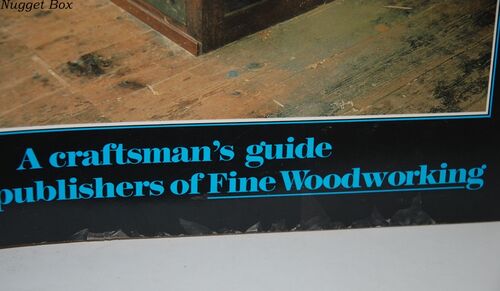 Nugget Box
A craftsman's guide
publishers of Fine Woodworking